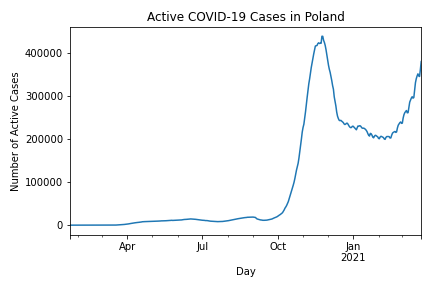 Active COVID-19 Cases in Poland
Number of Active Cases
400000
300000
200000
100000
0
Apr
Jul
Oct
Jan
2021
Day